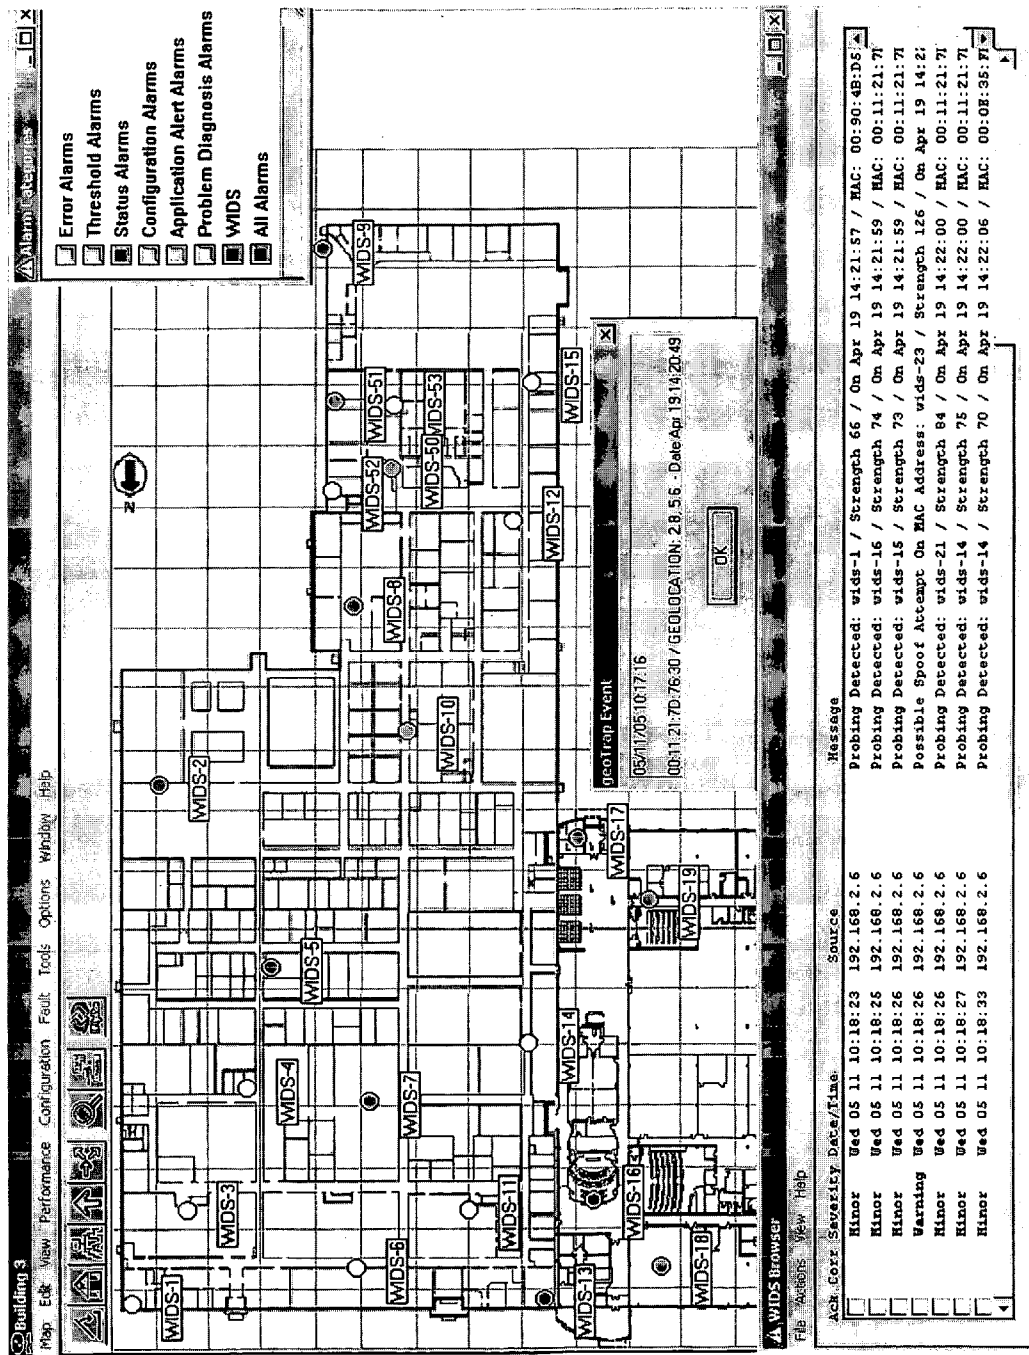 Building 3
Map Edit View Performance Configuration Fault Tools Options Window Help
Alarm Categories
Error Alarms
Threshold Alarms
Status Alarms
Configuration Alarms
Application Alert Alarms
Problem Diagnosis Alarms
WIDS
All Alarms
N
WIDS-1
WIDS-3
WIDS-4
WIDS-5
WIDS-2
WIDS-6
WIDS-7
WIDS-10
WIDS-8
WIDS-52
WIDS-51
WIDS-9
WIDS-50
WIDS-53
WIDS-11
WIDS-12
WIDS-15
WIDS-13
WIDS-14
WIDS-16
WIDS-17
WIDS-18
WIDS-19
geoTrap Event
05/11/05 10:17:16
00:11:21:7D:76:30 / GEOLOCATION: 2.8, 5.6 - Date:Apr 19 14:20:49
OK
WIDS Browser
File Actions View Help
Ack Corr Severity Date/Time Source Message
Minor Wed 05 11 10:18:23 192.168.2.6 Probing Detected: wids-1 / Strength 66 / On Apr 19 14:21:57 / MAC: 00:90:4B:D5:
Minor Wed 05 11 10:18:25 192.168.2.6 Probing Detected: wids-16 / Strength 74 / On Apr 19 14:21:59 / MAC: 00:11:21:7D
Minor Wed 05 11 10:18:26 192.168.2.6 Probing Detected: wids-15 / Strength 73 / On Apr 19 14:21:59 / MAC: 00:11:21:7D
Warning Wed 05 11 10:18:26 192.168.2.6 Possible Spoof Attempt On MAC Address: wids-23 / Strength 126 / On Apr 19 14:2
Minor Wed 05 11 10:18:26 192.168.2.6 Probing Detected: wids-21 / Strength 84 / On Apr 19 14:22:00 / MAC: 00:11:21:7
Minor Wed 05 11 10:18:27 192.168.2.6 Probing Detected: wids-14 / Strength 75 / On Apr 19 14:22:00 / MAC: 00:11:21:7
Minor Wed 05 11 10:18:33 192.168.2.6 Probing Detected: wids-14 / Strength 70 / On Apr 19 14:22:06 / MAC: 00:0E:35:F